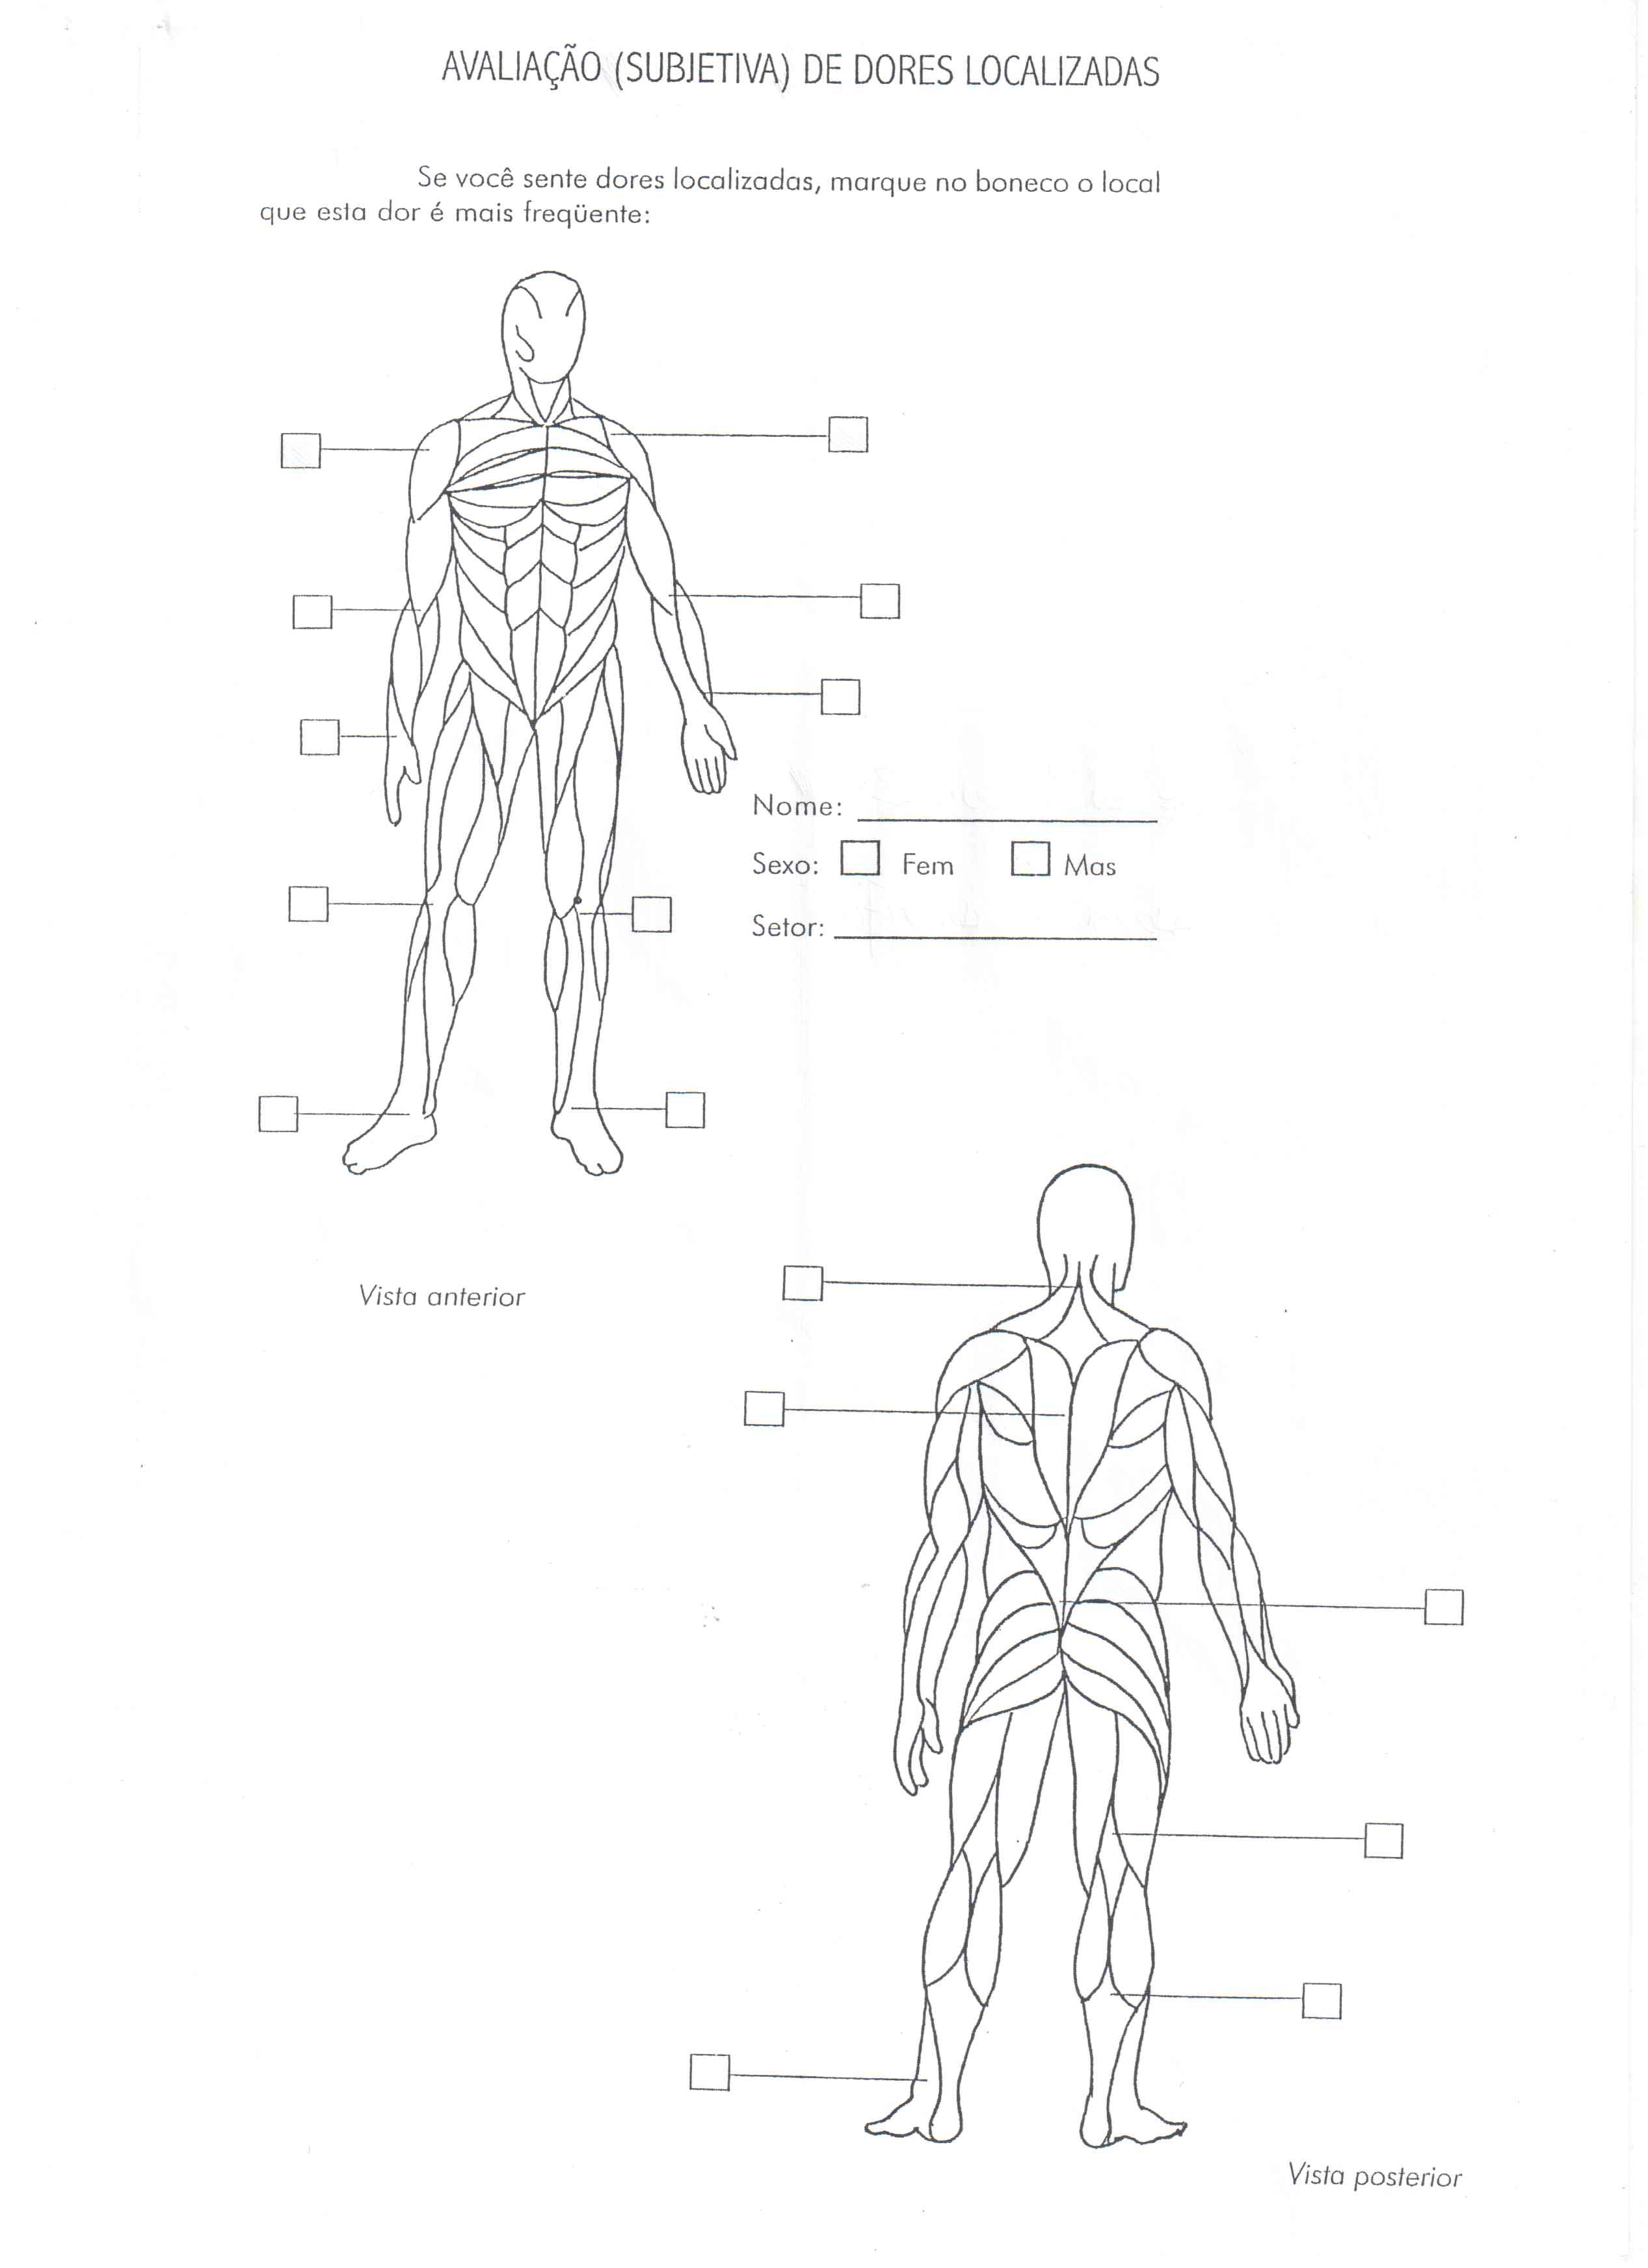 AVALIAÇÃO (SUBJETIVA) DE DORES LOCALIZADAS
Se você sente dores localizadas, marque no boneco o local
que esta dor é mais freqüente:
Nome:
Sexo: Fem Mas
Setor:
Vista anterior
Vista posterior